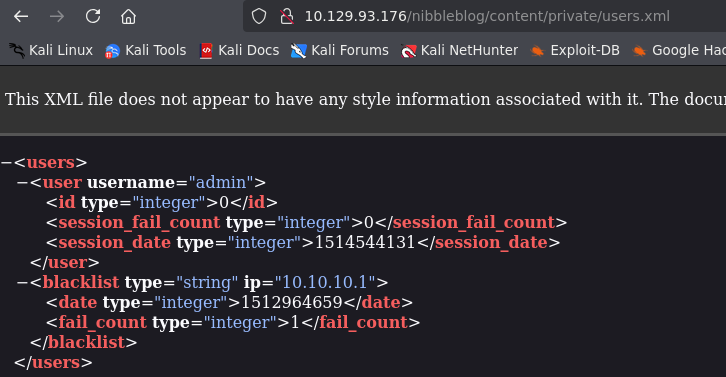 10.129.93.176/nibbleblog/content/private/users.xml
Kali Linux Kali Tools Kali Docs Kali Forums Kali NetHunter Exploit-DB Google Hac
This XML file does not appear to have any style information associated with it. The docu
−<users>
−<user username="admin">
<id type="integer">0</id>
<session_fail_count type="integer">0</session_fail_count>
<session_date type="integer">1514544131</session_date>
</user>
−<blacklist type="string" ip="10.10.10.1">
<date type="integer">1512964659</date>
<fail_count type="integer">1</fail_count>
</blacklist>
</users>